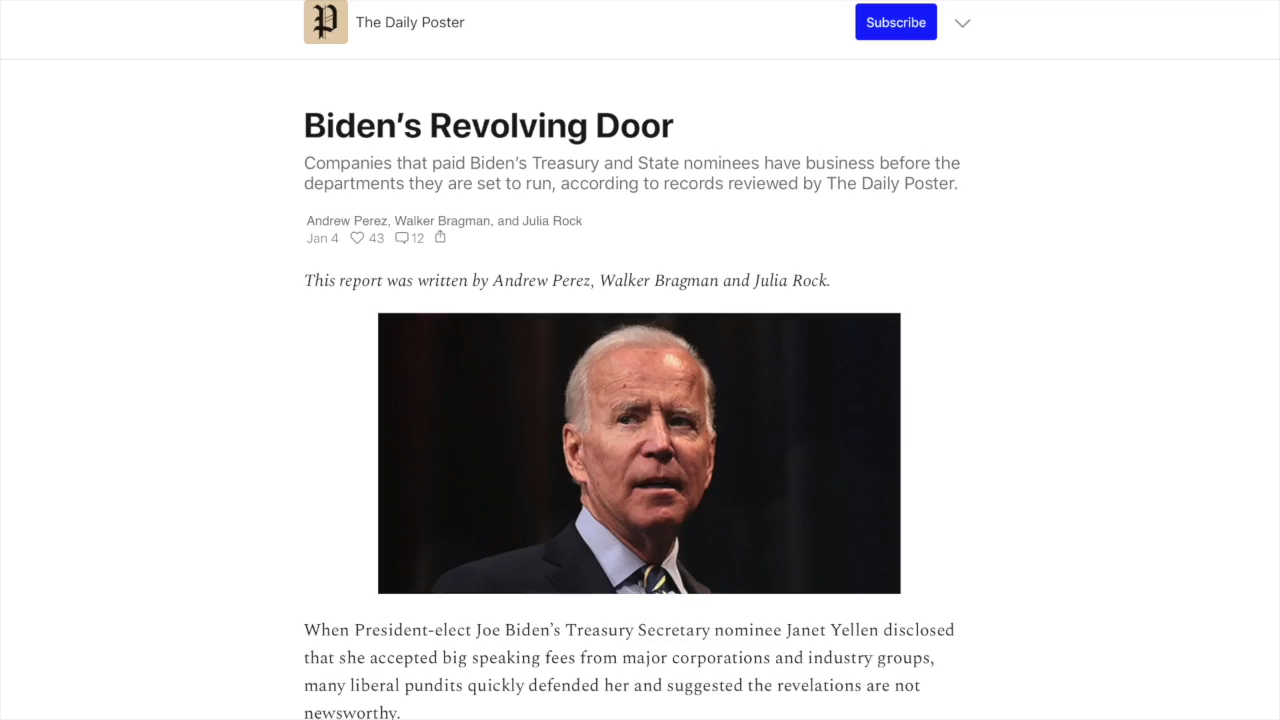 The Daily Poster
Subscribe
Biden's Revolving Door
Companies that paid Biden's Treasury and State nominees have business before the
departments they are set to run, according to records reviewed by The Daily Poster.
Andrew Perez, Walker Bragman, and Julia Rock
Jan 4 43 12
This report was written by Andrew Perez, Walker Bragman and Julia Rock.
When President-elect Joe Biden's Treasury Secretary nominee Janet Yellen disclosed
that she accepted big speaking fees from major corporations and industry groups,
many liberal pundits quickly defended her and suggested the revelations are not
newsworthy.